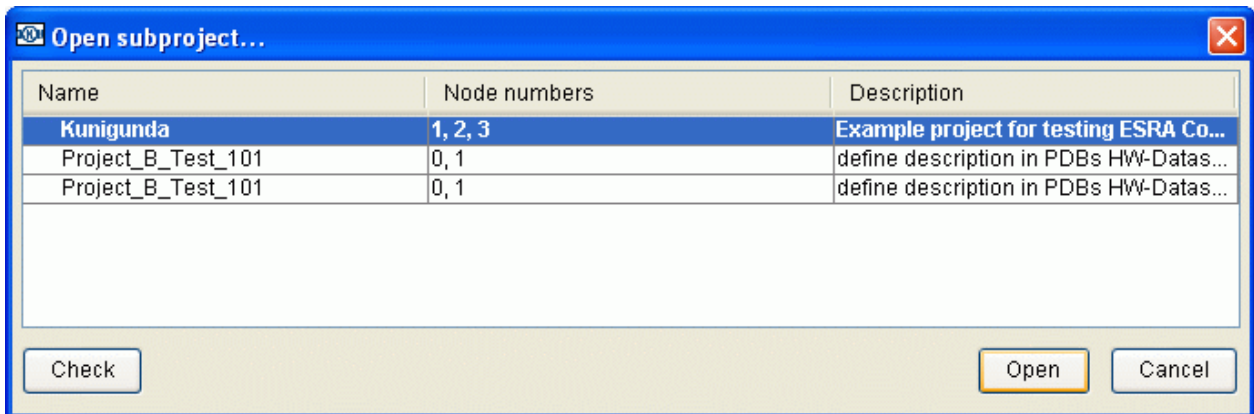 Open subproject...
Name Node numbers Description
Kunigunda 1, 2, 3 Example project for testing ESRA Co...
Project_B_Test_101 0, 1 define description in PDBs HW-Datas...
Project_B_Test_101 0, 1 define description in PDBs HW-Datas...
Check Open Cancel